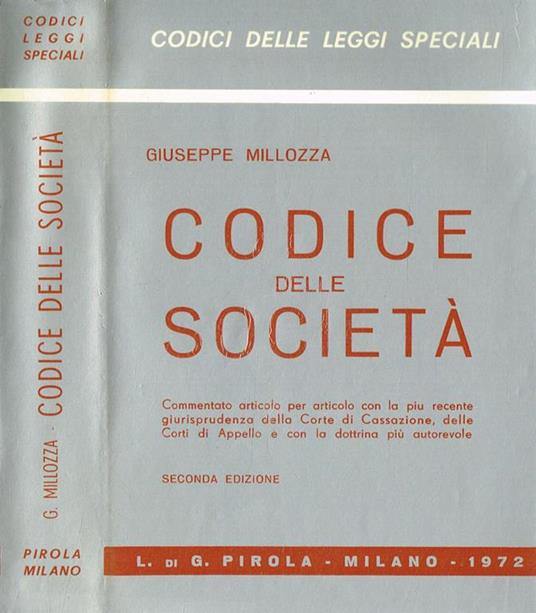 CODICI
LEGGI
SPECIALI
G. MILLOZZA - CODICE DELLE SOCIETÀ
PIROLA
MILANO
CODICI DELLE LEGGI SPECIALI
GIUSEPPE MILLOZZA
CODICE
DELLE
SOCIETÀ
Commentato articolo per articolo con la piu recente
giurisprudenza della Corte di Cassazione, delle
Corti di Appello e con la dottrina più autorevole
SECONDA EDIZIONE
L. DI G. PIROLA - MILANO - 1972